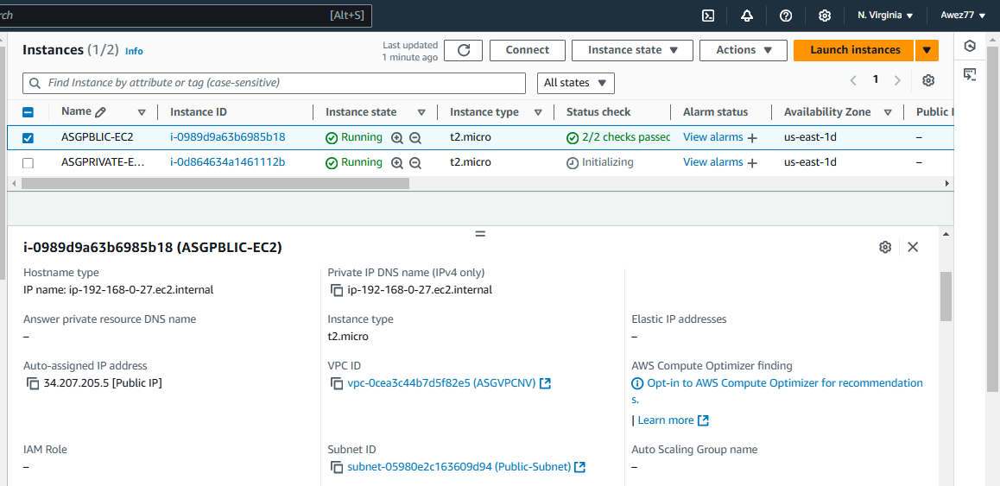 rch [Alt+S] N. Virginia Awez77
Instances (1/2) Info
Last updated
1 minute ago
Connect Instance state Actions Launch instances
Find Instance by attribute or tag (case-sensitive) All states 1
Name Instance ID Instance state Instance type Status check Alarm status Availability Zone Public I
ASGPBLIC-EC2 i-0989d9a63b6985b18 Running t2.micro 2/2 checks passec View alarms + us-east-1d –
ASGPRIVATE-E... i-0d864634a1461112b Running t2.micro Initializing View alarms + us-east-1d –
i-0989d9a63b6985b18 (ASGPBLIC-EC2)
Hostname type
IP name: ip-192-168-0-27.ec2.internal
Private IP DNS name (IPv4 only)
ip-192-168-0-27.ec2.internal
Answer private resource DNS name
–
Instance type
t2.micro
Elastic IP addresses
–
Auto-assigned IP address
34.207.205.5 [Public IP]
VPC ID
vpc-0cea3c44b7d5f82e5 (ASGVPCNV)
AWS Compute Optimizer finding
Opt-in to AWS Compute Optimizer for recommendation
s.
| Learn more
IAM Role
–
Subnet ID
subnet-05980e2c163609d94 (Public-Subnet)
Auto Scaling Group name
–